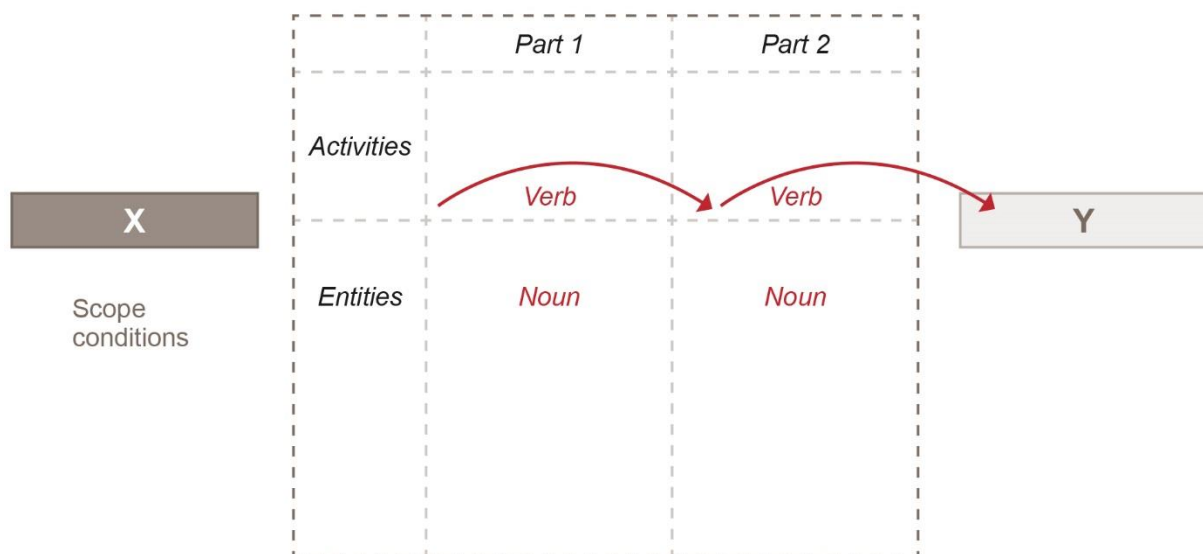 Part 1
Part 2
Activities
Verb
Verb
X
Y
Entities
Noun
Noun
Scope
conditions